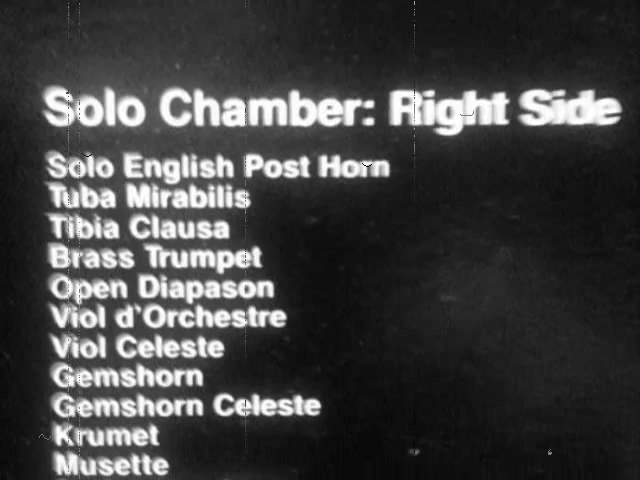 Solo Chamber: Right Side
Solo English Post Horn
Tuba Mirabilis
Tibia Clausa
Brass Trumpet
Open Diapason
Viol d'Orchestre
Viol Celeste
Gemshorn
Gemshorn Celeste
Krumet
Musette